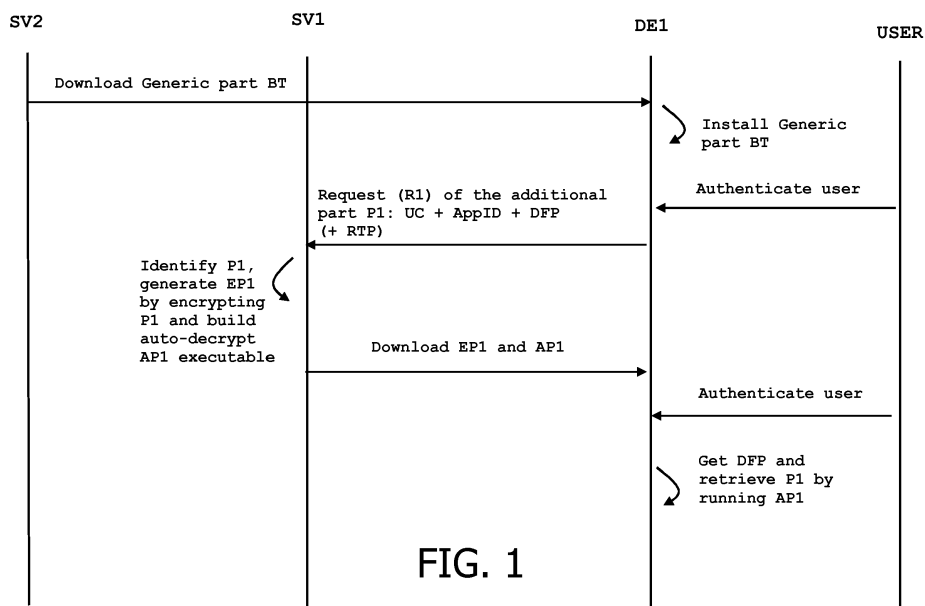 SV2
SV1
DE1
USER
Download Generic part BT
Install Generic
part BT
Authenticate user
Request (R1) of the additional
part P1: UC + AppID + DFP
(+ RTP)
Identify P1,
generate EP1
by encrypting
P1 and build
auto-decrypt
AP1 executable
Download EP1 and AP1
Authenticate user
Get DFP and
retrieve P1 by
running AP1
FIG. 1